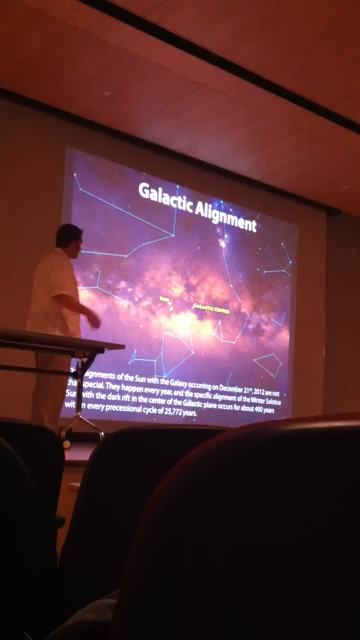 Galactic Alignment
SUN
GALACTIC CENTER
alignments of the Sun with the Galaxy occurring on December 21st, 2012 are not
that special. They happen every year, and the specific alignment of the Winter Solstice
Sun with the dark rift in the center of the Galactic plane occurs for about 400 years
within every precessional cycle of 25,772 years.